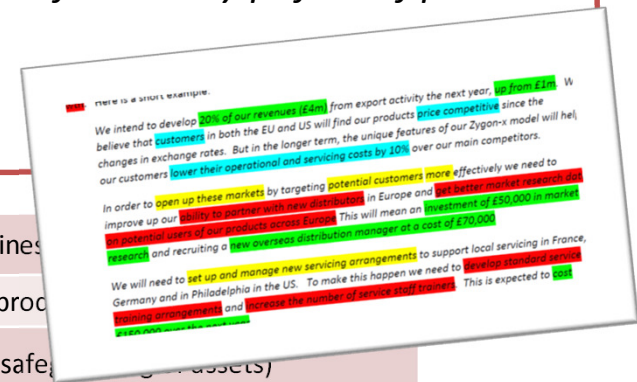 Here is a short example.
We intend to develop 20% of our revenues (£4m) from export activity the next year, up from £1m. W
believe that customers in both the EU and US will find our products price competitive since the
changes in exchange rates. But in the longer term, the unique features of our Zygon-x model will hel
our customers lower their operational and servicing costs by 10% over our main competitors.
In order to open up these markets by targeting potential customers more effectively we need to
improve up our ability to partner with new distributors in Europe and get better market research dat
on potential users of our products across Europe This will mean an investment of £50,000 in market
research and recruiting a new overseas distribution manager at a cost of £70,000
We will need to set up and manage new servicing arrangements to support local servicing in France,
Germany and in Philadelphia in the US. To make this happen we need to develop standard service
training arrangements and increase the number of service staff trainers. This is expected to cost
£150,000 over the next year
ines
prod
safeg
assets)